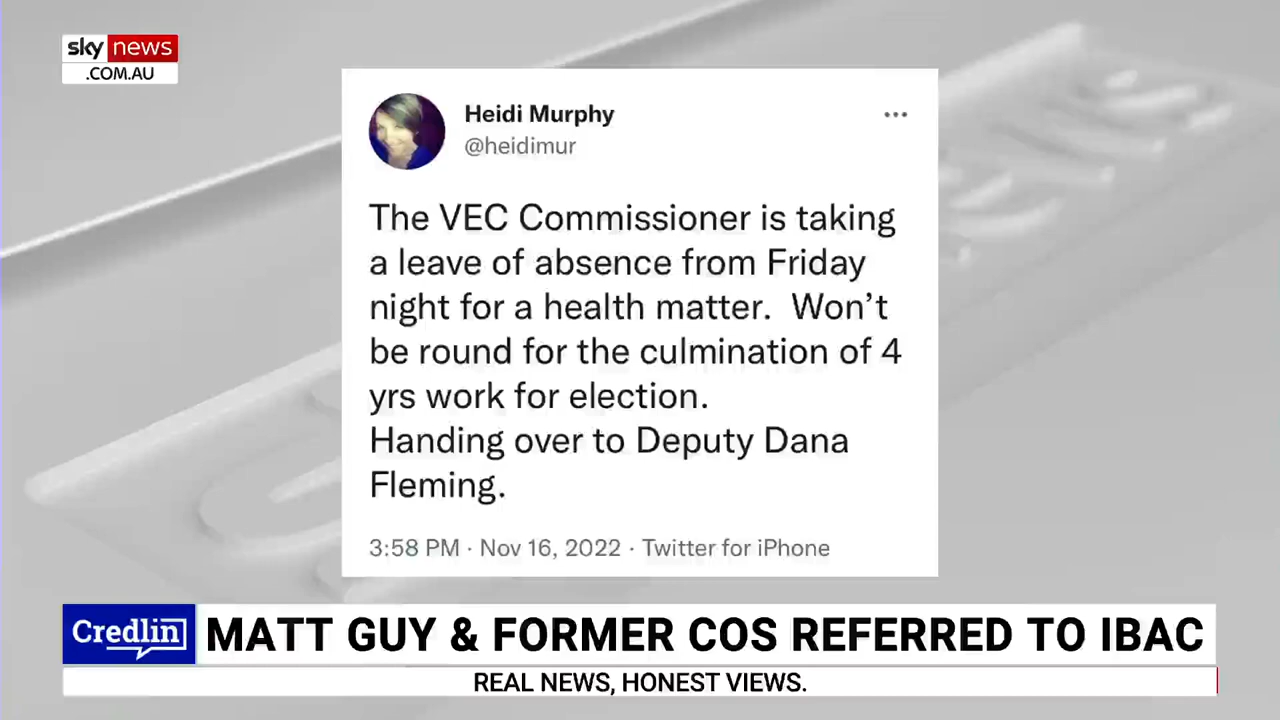 sky news
.COM.AU
Heidi Murphy
@heidimur
The VEC Commissioner is taking
a leave of absence from Friday
night for a health matter.  Won’t
be round for the culmination of 4
yrs work for election.
Handing over to Deputy Dana
Fleming.
3:58 PM · Nov 16, 2022 · Twitter for iPhone
Credlin
MATT GUY & FORMER COS REFERRED TO IBAC
REAL NEWS, HONEST VIEWS.